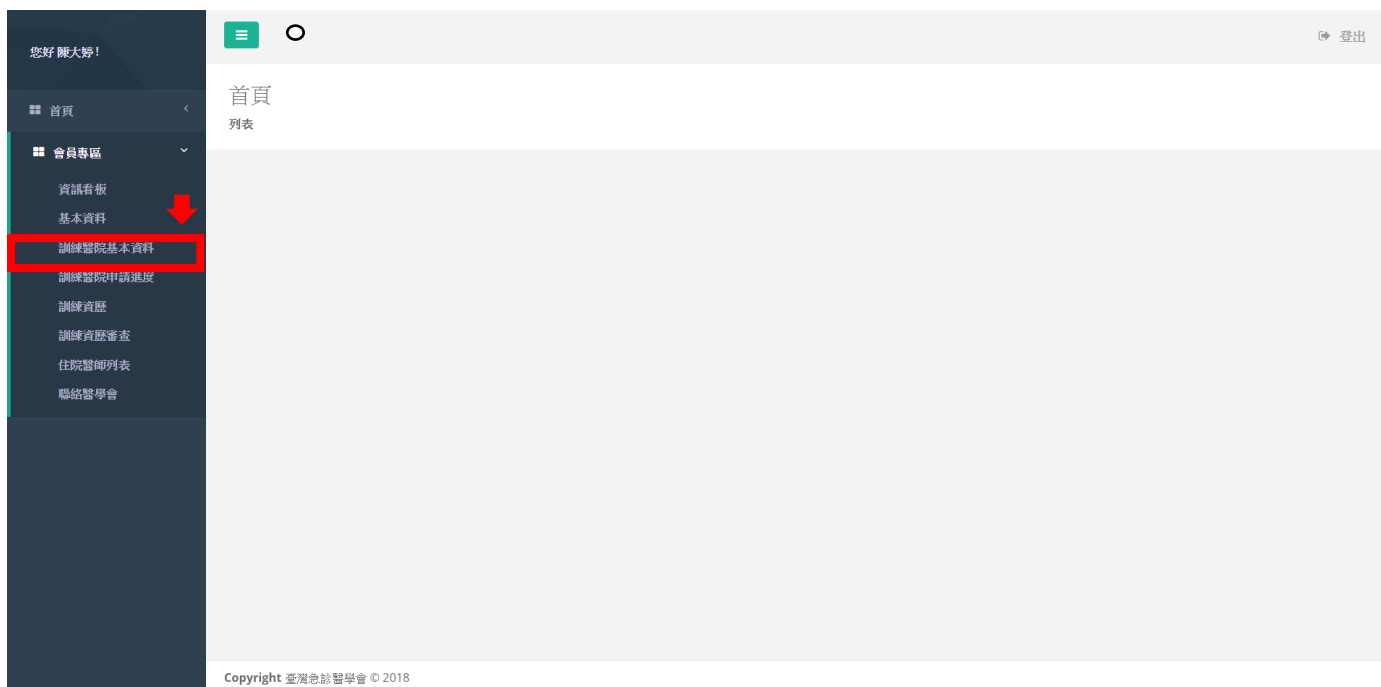 您好 陳大婷!
登出
首頁
會員專區
資訊看板
基本資料
訓練醫院基本資料
訓練醫院申請進度
訓練資歷
訓練資歷審查
住院醫師列表
聯絡醫學會
首頁
列表
Copyright 臺灣急診醫學會 © 2018